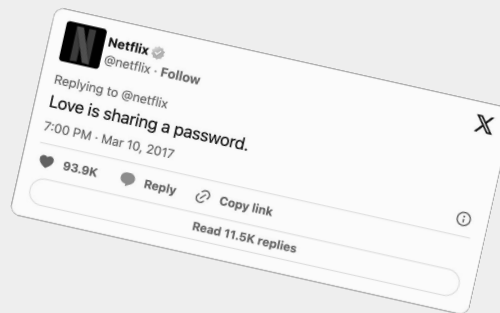 Netflix
@netflix · Follow
Replying to @netflix
Love is sharing a password.
7:00 PM · Mar 10, 2017
93.9K Reply Copy link
Read 11.5K replies